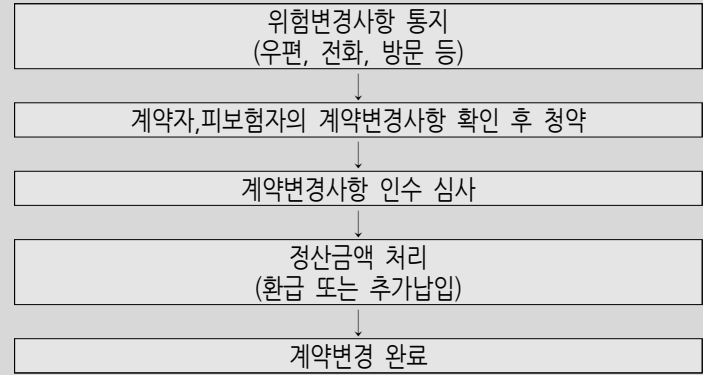 위험변경사항 통지
(우편, 전화, 방문 등)
↓
계약자,피보험자의 계약변경사항 확인 후 청약
↓
계약변경사항 인수 심사
↓
정산금액 처리
(환급 또는 추가납입)
↓
계약변경 완료